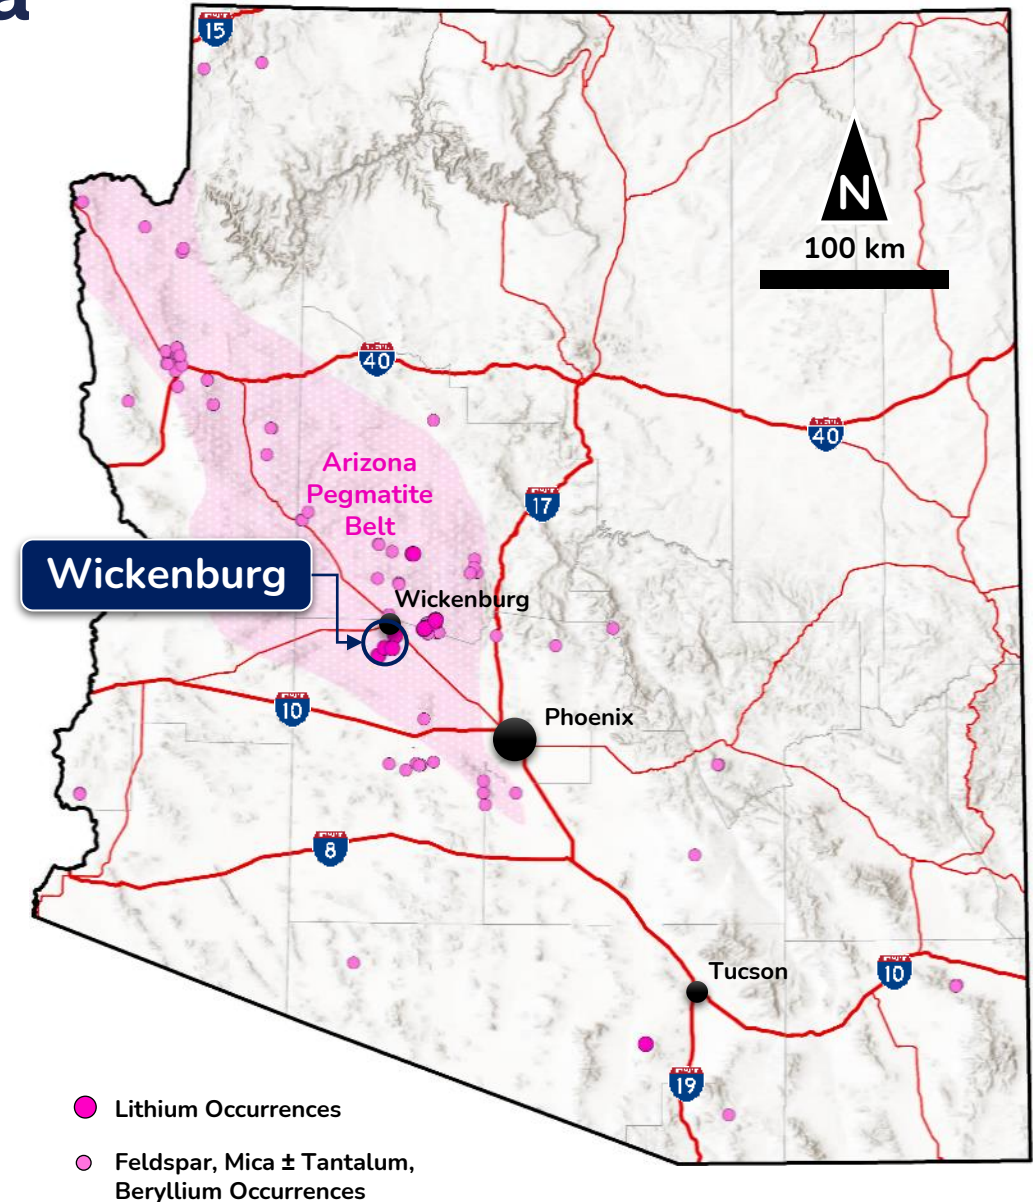 a
15
N
100 km
40
40
Arizona
Pegmatite
Belt
17
Wickenburg
Wickenburg
10
Phoenix
8
Tucson
10
19
Lithium Occurrences
Feldspar, Mica ± Tantalum,
Beryllium Occurrences